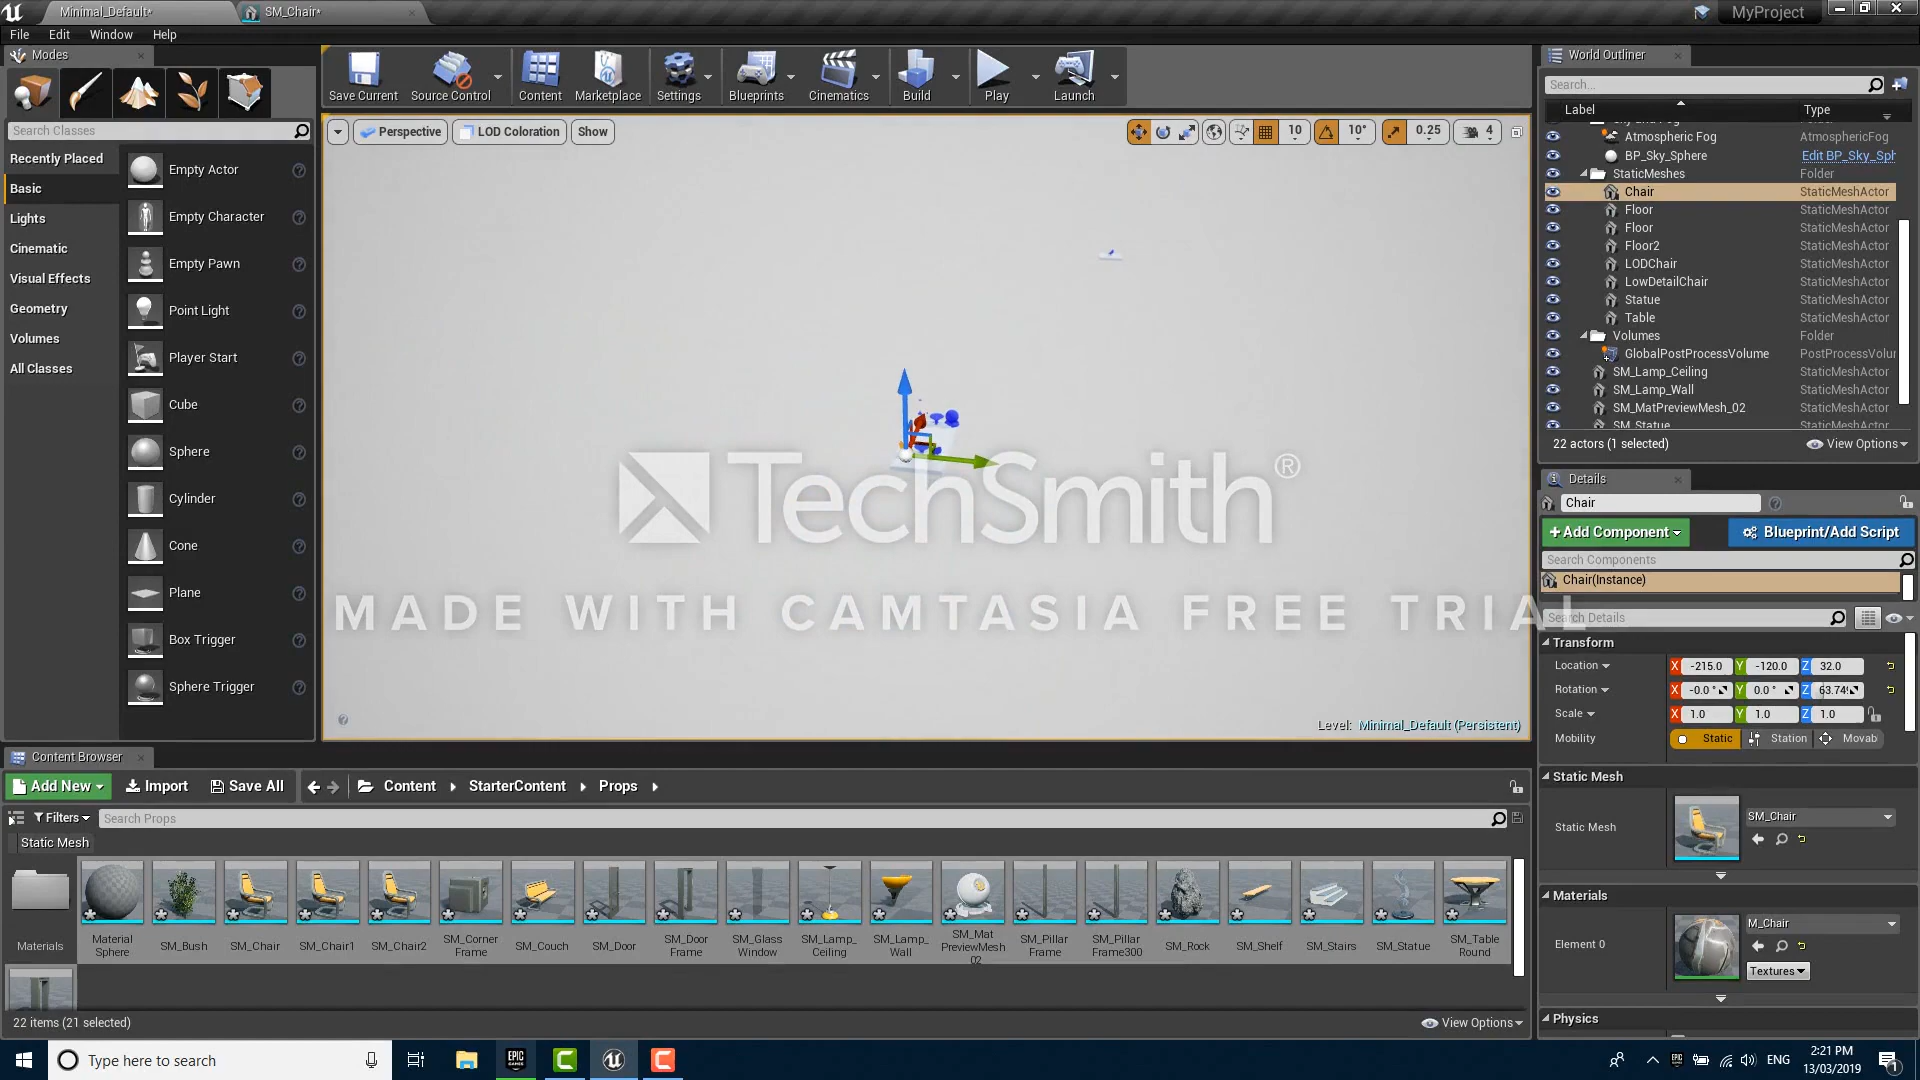 Minimal_Default*
SM_Chair*
MyProject
File Edit Window Help
Modes
Search Classes
Recently Placed
Basic
Lights
Cinematic
Visual Effects
Geometry
Volumes
All Classes
Empty Actor
Empty Character
Empty Pawn
Point Light
Player Start
Cube
Sphere
Cylinder
Cone
Plane
Box Trigger
Sphere Trigger
Save Current
Source Control
Content
Marketplace
Settings
Blueprints
Cinematics
Build
Play
Launch
Perspective
LOD Coloration
Show
10
10°
0.25
4
TechSmith®
MADE WITH CAMTASIA FREE TRIAL
Level: Minimal_Default (Persistent)
World Outliner
Search...
Label Type
Atmospheric Fog AtmosphericFog
BP_Sky_Sphere Edit BP_Sky_Sph
StaticMeshes Folder
Chair StaticMeshActor
Floor StaticMeshActor
Floor StaticMeshActor
Floor2 StaticMeshActor
LODChair StaticMeshActor
LowDetailChair StaticMeshActor
Statue StaticMeshActor
Table StaticMeshActor
Volumes Folder
GlobalPostProcessVolume PostProcessVolu
SM_Lamp_Ceiling StaticMeshActor
SM_Lamp_Wall StaticMeshActor
SM_MatPreviewMesh_02 StaticMeshActor
SM_Statue StaticMeshActor
22 actors (1 selected) View Options
Details
Chair
+Add Component
Blueprint/Add Script
Search Components
Chair(Instance)
Search Details
Transform
Location X -215.0 Y -120.0 Z 32.0
Rotation X -0.0 ° Y 0.0 ° Z 63.74
Scale X 1.0 Y 1.0 Z 1.0
Mobility Static Station Movab
Static Mesh
Static Mesh SM_Chair
Materials
Element 0 M_Chair
Textures
Physics
Content Browser
Add New Import Save All Content StarterContent Props
Filters Search Props
Static Mesh
Materials
Material Sphere
SM_Bush
SM_Chair
SM_Chair1
SM_Chair2
SM_Corner Frame
SM_Couch
SM_Door
SM_Door Frame
SM_Glass Window
SM_Lamp_ Ceiling
SM_Lamp_ Wall
SM_Mat PreviewMesh 02
SM_Pillar Frame
SM_Pillar Frame300
SM_Rock
SM_Shelf
SM_Stairs
SM_Statue
SM_Table Round
22 items (21 selected) View Options
Type here to search
EPIC GAMES
ENG
2:21 PM
13/03/2019
1